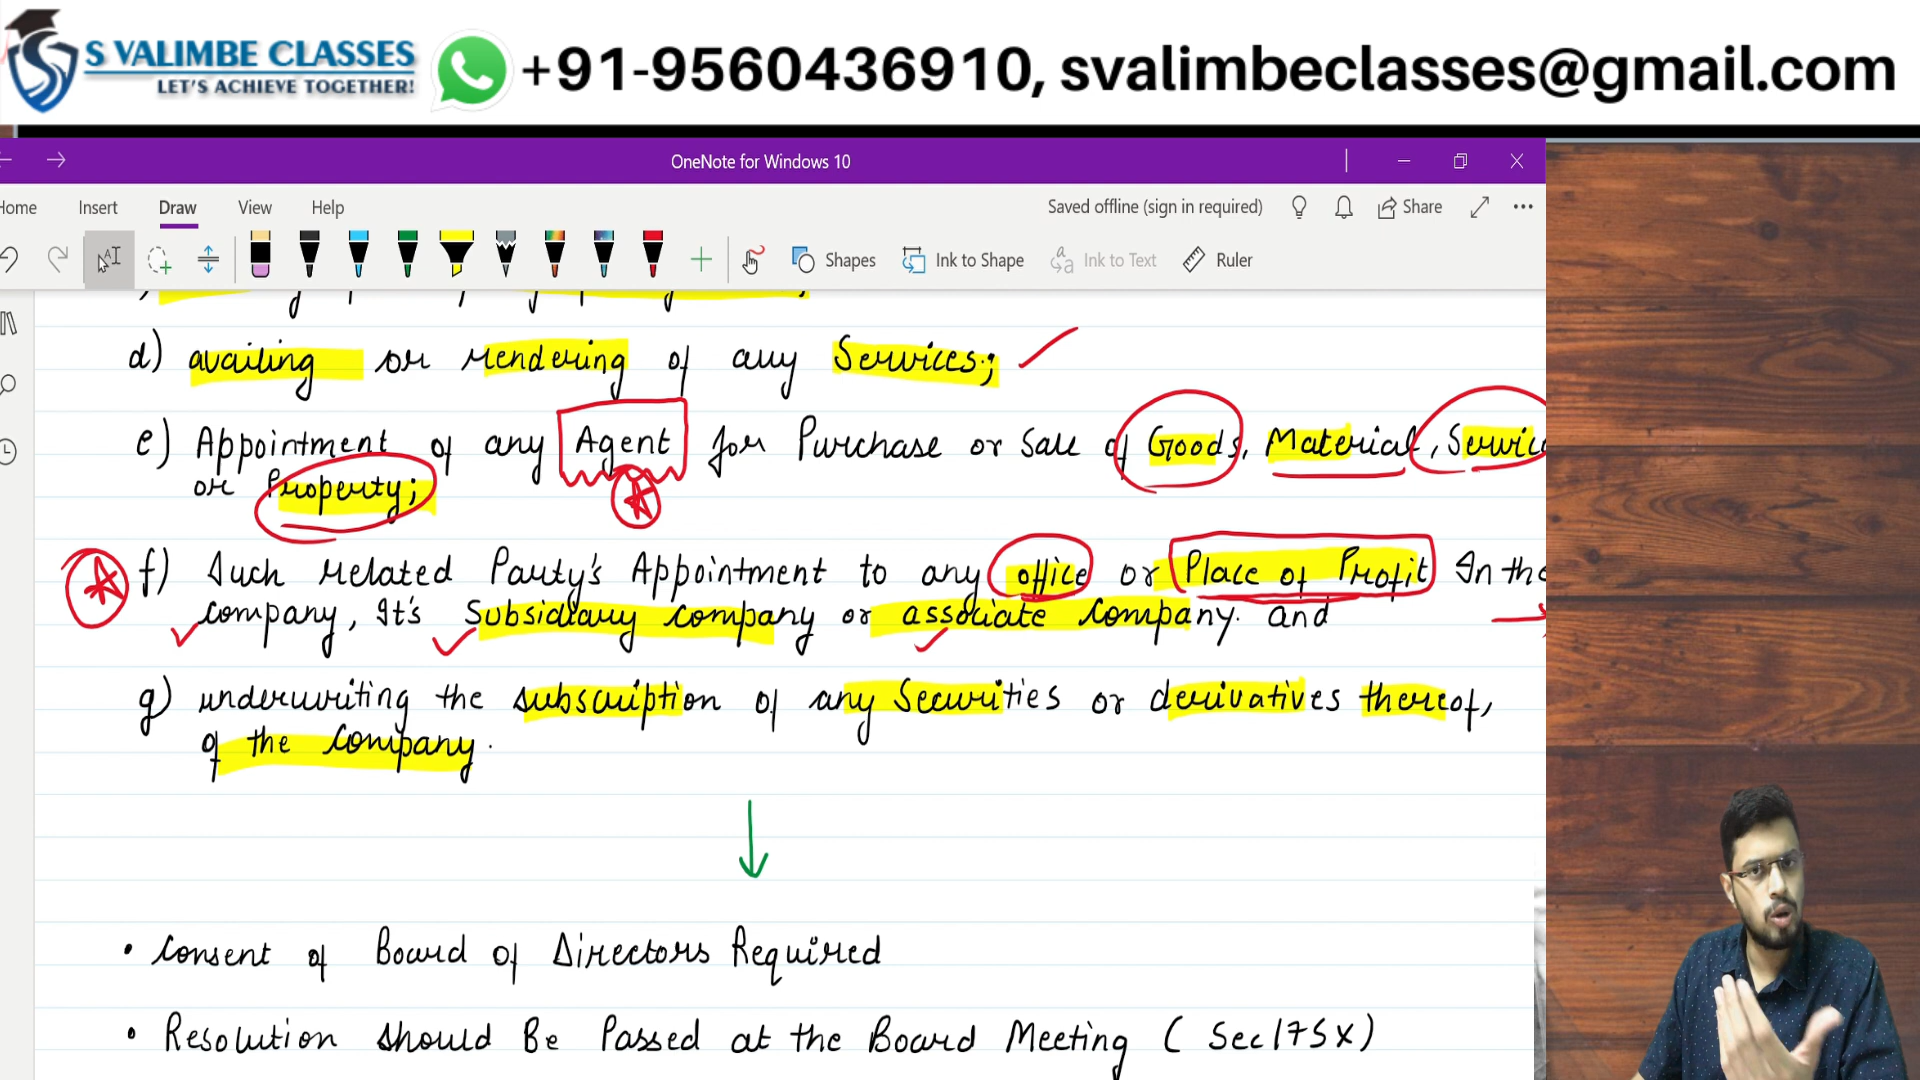 S VALIMBE CLASSES
LET'S ACHIEVE TOGETHER!
+91-9560436910, svalimbeclasses@gmail.com
OneNote for Windows 10
Home Insert Draw View Help
Saved offline (sign in required) Share
Shapes Ink to Shape Ink to Text Ruler
d) availing or rendering of any Services;
e) Appointment of any Agent for Purchase or Sale of Goods, Material, Servic
or Property;
f) Such related Party's Appointment to any office or Place of Profit In the
company, It's Subsidiary company or associate company. and
g) underwriting the subscription of any Securities or derivatives thereof,
of the company.
• Consent of Board of Directors Required
• Resolution should Be Passed at the Board Meeting ( Sec 175 X )